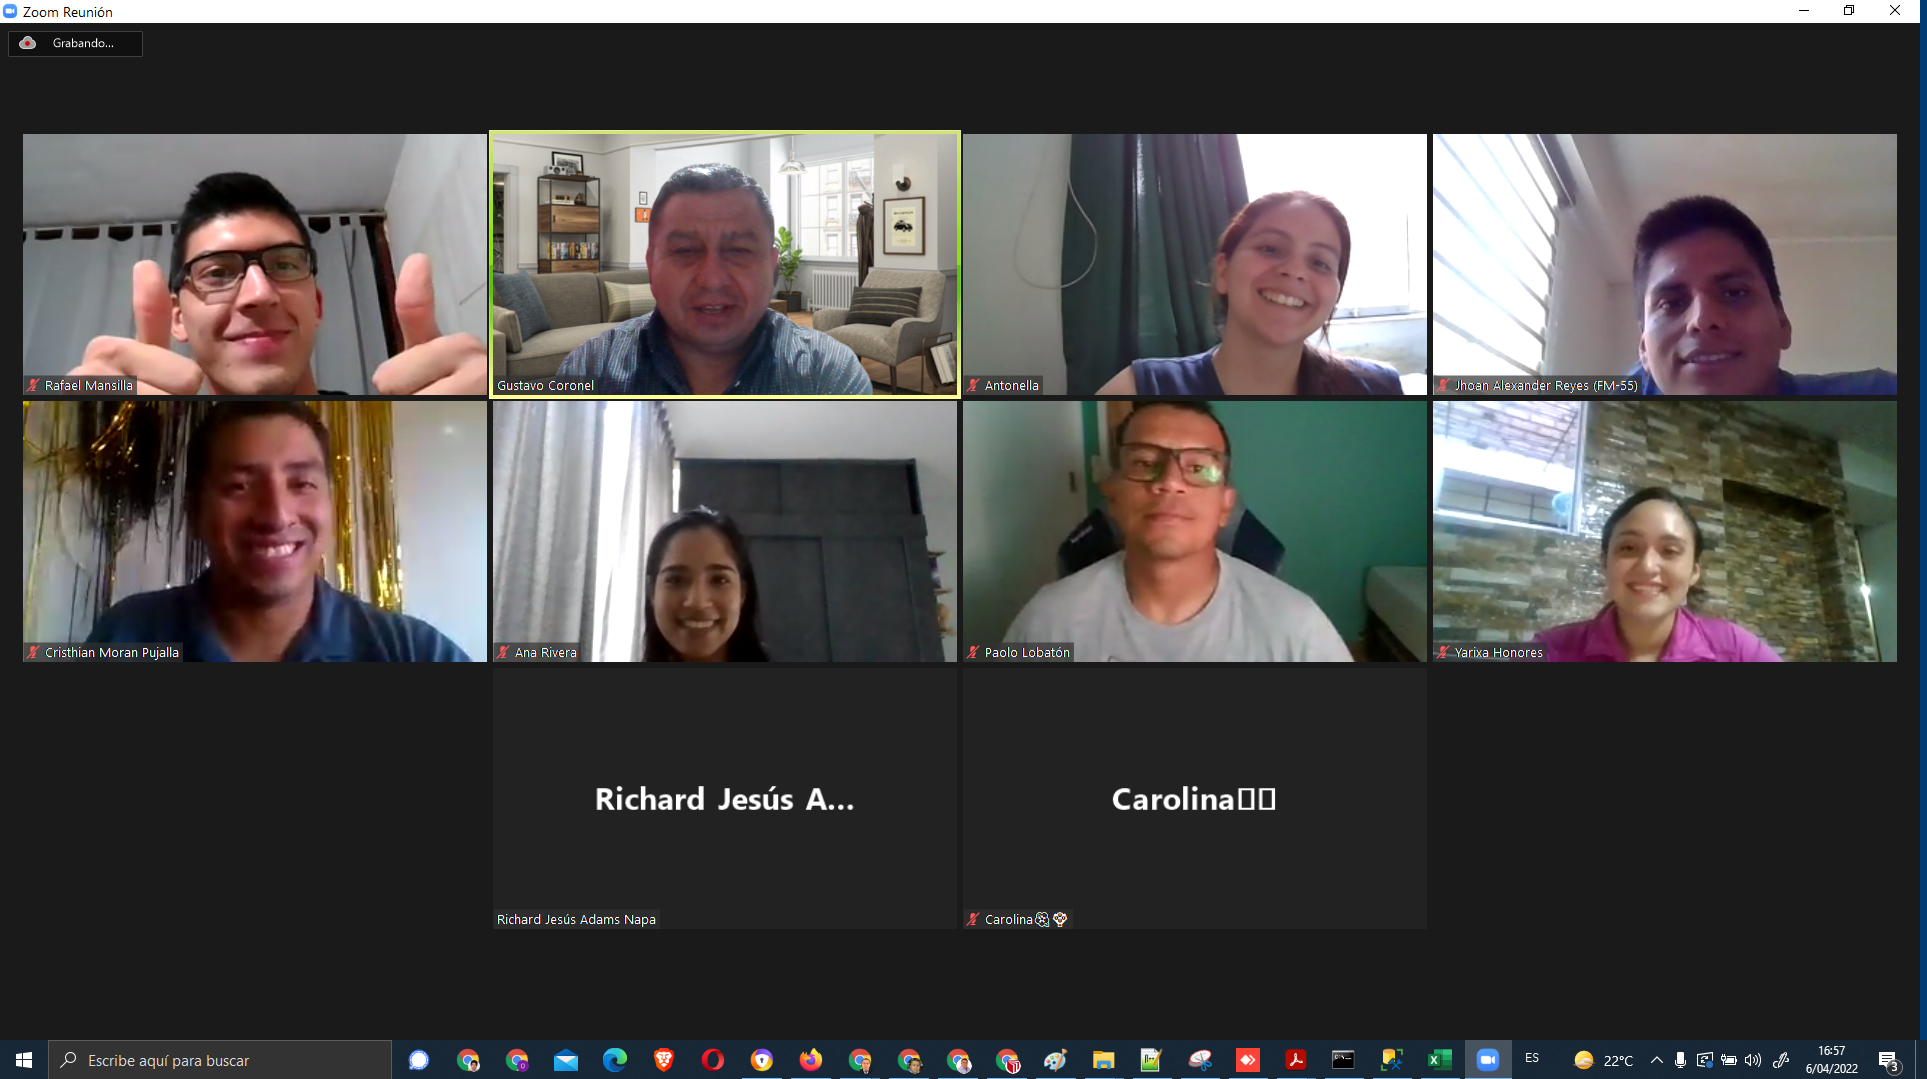 Zoom Reunión
Grabando...
Rafael Mansilla
Gustavo Coronel
Antonella
Jhoan Alexander Reyes (FM-55)
Cristhian Moran Pujalla
Ana Rivera
Paolo Lobatón
Yarixa Honores
Richard Jesús A...
Carolina
Richard Jesús Adams Napa
Carolina
Escribe aquí para buscar
ES
22°C
16:57
6/04/2022
3